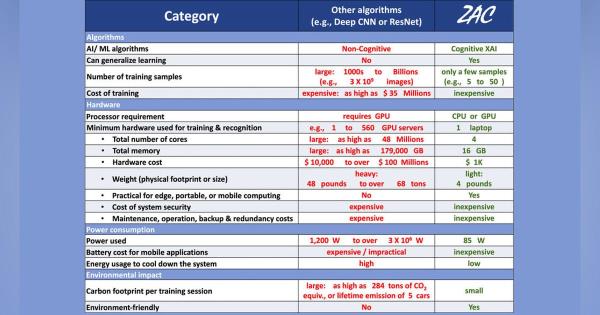 Category Other algorithms (e.g., Deep CNN or ResNet) ZAC
Algorithms
AI/ ML algorithms Non-Cognitive Cognitive XAI
Can generalize learning No Yes
Number of training samples large: 1000s to Billions (e.g., 3 X 10⁹ images) only a few samples (e.g., 5 to 50 )
Cost of training expensive: as high as $ 35 Millions inexpensive
Hardware
Processor requirement requires GPU CPU or GPU
Minimum hardware used for training & recognition e.g., 1 to 560 GPU servers 1 laptop
• Total number of cores large: as high as 48 Millions 4
• Total memory large: as high as 179,000 GB 16 GB
• Hardware cost $ 10,000 to over $ 100 Millions $ 1K
• Weight (physical footprint or size) heavy: 48 pounds to over 68 tons light: 4 pounds
• Practical for edge, portable, or mobile computing No Yes
• Cost of system security expensive inexpensive
• Maintenance, operation, backup & redundancy costs expensive inexpensive
Power consumption
Power used 1,200 W to over 3 X 10⁶ W 85 W
Battery cost for mobile applications expensive / impractical inexpensive
Energy usage to cool down the system high low
Environmental impact
Carbon footprint per training session large: as high as 284 tons of CO₂ equiv., or lifetime emission of 5 cars small
Environment-friendly No Yes